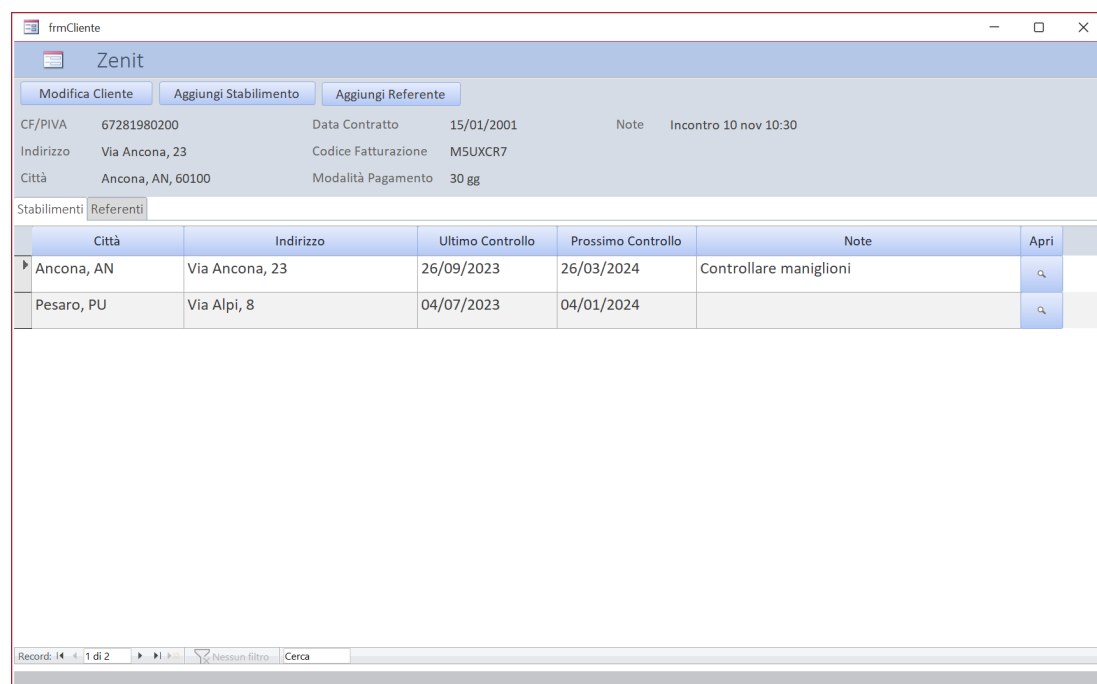 frmCliente
Zenit
Modifica Cliente Aggiungi Stabilimento Aggiungi Referente
CF/PIVA 67281980200 Data Contratto 15/01/2001 Note Incontro 10 nov 10:30
Indirizzo Via Ancona, 23 Codice Fatturazione M5UXCR7
Città Ancona, AN, 60100 Modalità Pagamento 30 gg
Stabilimenti Referenti
Città Indirizzo Ultimo Controllo Prossimo Controllo Note Apri
Ancona, AN Via Ancona, 23 26/09/2023 26/03/2024 Controllare maniglioni
Pesaro, PU Via Alpi, 8 04/07/2023 04/01/2024
Record: 1 di 2 Nessun filtro Cerca